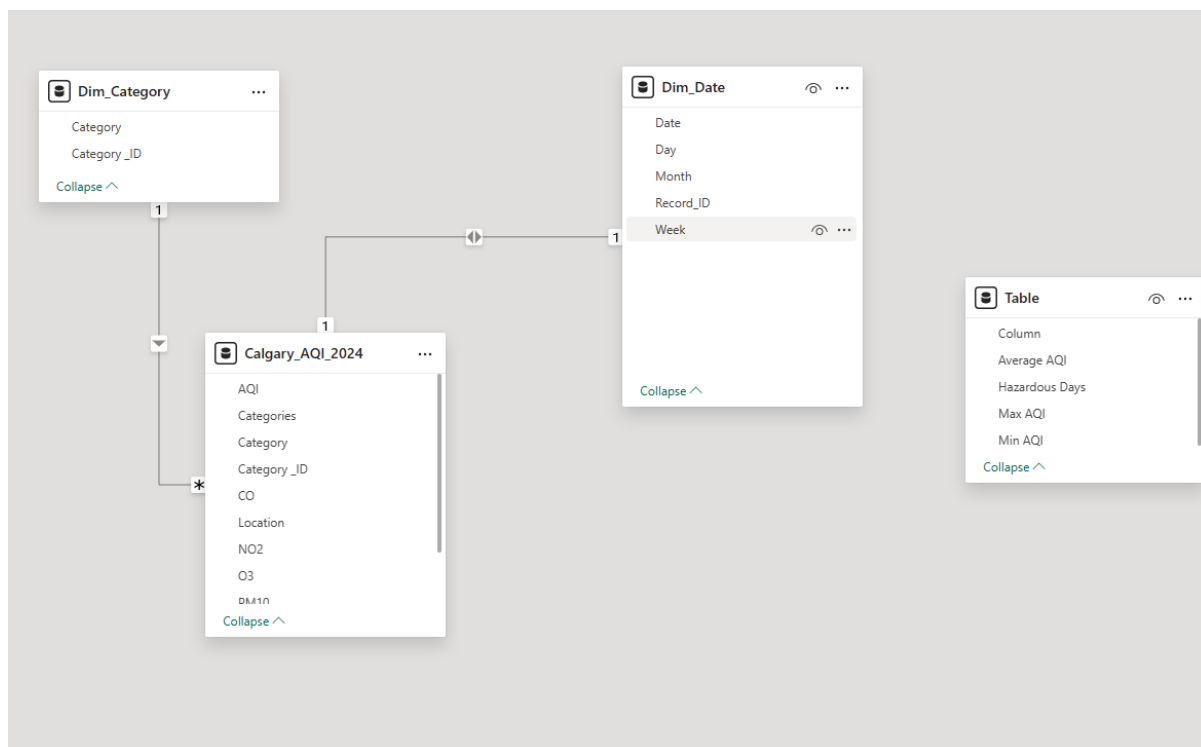 Dim_Category
Category
Category _ID
Collapse
1
Dim_Date
Date
Day
Month
Record_ID
Week
Collapse
1
1
Calgary_AQI_2024
AQI
Categories
Category
Category _ID
CO
Location
NO2
O3
PM10
Collapse
*
Table
Column
Average AQI
Hazardous Days
Max AQI
Min AQI
Collapse